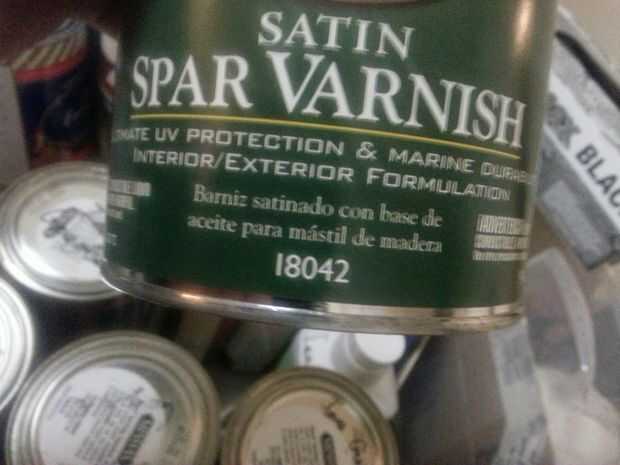 SATIN
SPAR VARNISH
UV PROTECTION & MARINE
INTERIOR/EXTERIOR FORMULATION
Barniz satinado con base de
aceite para mástil de madera
18042
BLAC